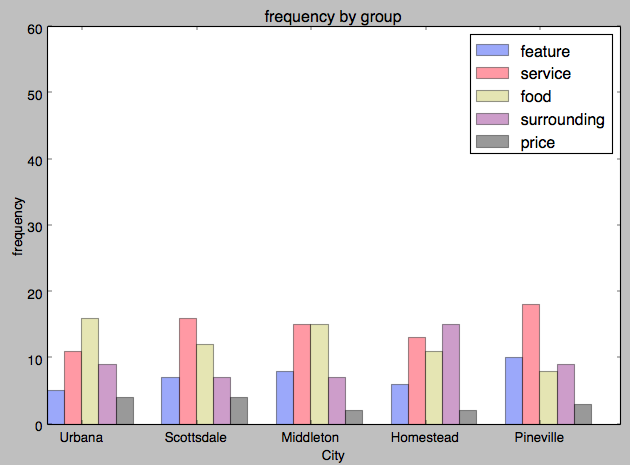 frequency by group
60
50
40
30
20
10
0
frequency
feature
service
food
surrounding
price
Urbana Scottsdale Middleton Homestead Pineville
City